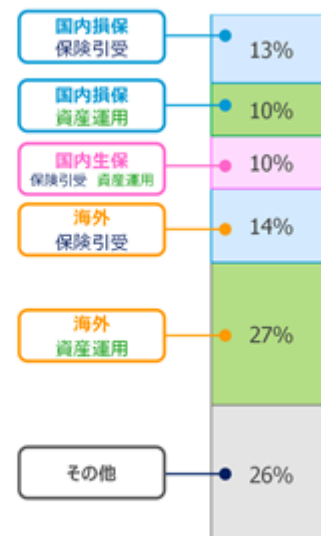 国内損保
保険引受
13%
国内損保
資産運用
10%
国内生保
保険引受 資産運用
10%
海外
保険引受
14%
海外
資産運用
27%
その他
26%